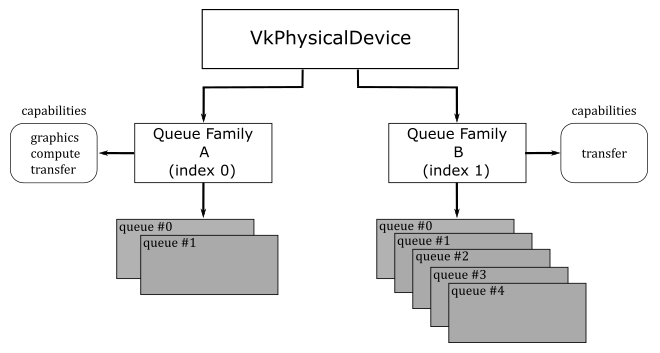 VkPhysicalDevice
capabilities
graphics
compute
transfer
Queue Family
A
(index 0)
Queue Family
B
(index 1)
capabilities
transfer
queue #0
queue #1
queue #0
queue #1
queue #2
queue #3
queue #4